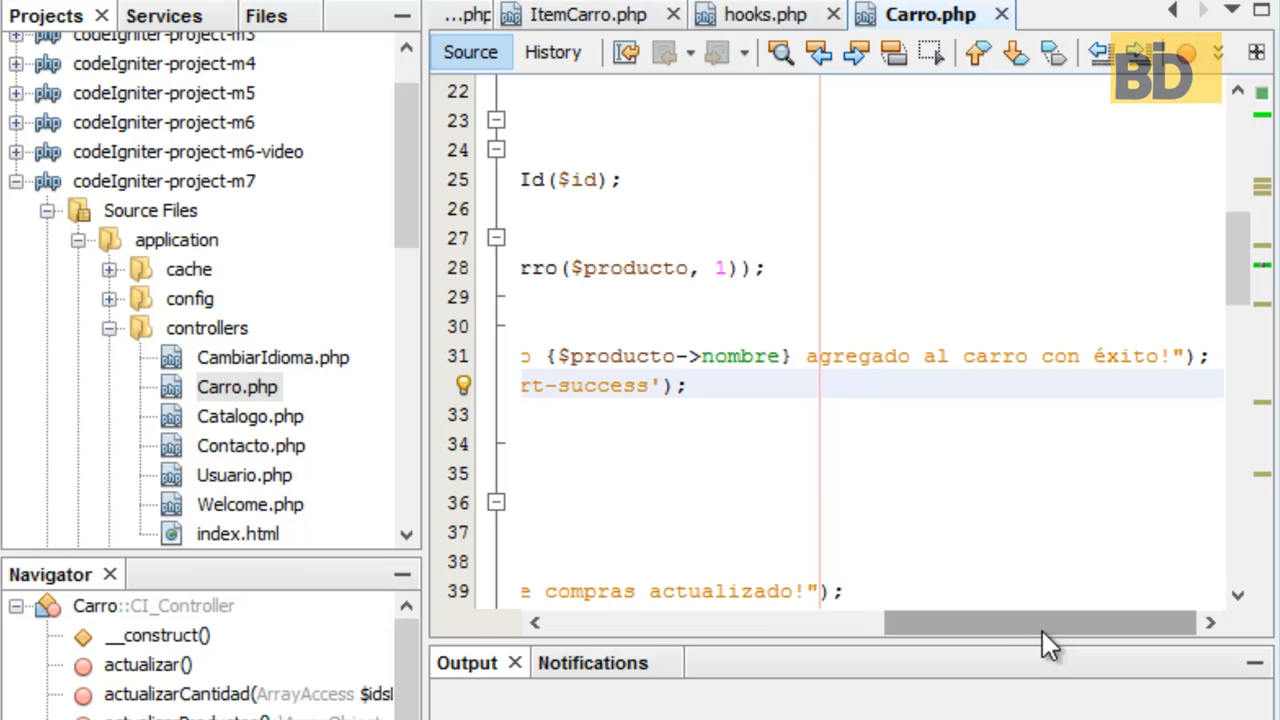 Projects
Services
Files
...php
ItemCarro.php
hooks.php
Carro.php
Source
History
BD
codeIgniter-project-m3
codeIgniter-project-m4
codeIgniter-project-m5
codeIgniter-project-m6
codeIgniter-project-m6-video
codeIgniter-project-m7
Source Files
application
cache
config
controllers
CambiarIdioma.php
Carro.php
Catalogo.php
Contacto.php
Usuario.php
Welcome.php
index.html
22
23
24
25 Id($id);
26
27
28 rro($producto, 1));
29
30
31 o {$producto->nombre} agregado al carro con éxito!");
rt-success');
33
34
35
36
37
38
39 e compras actualizado!");
Navigator
Carro::CI_Controller
__construct()
actualizar()
actualizarCantidad(ArrayAccess $idsl
Output
Notifications